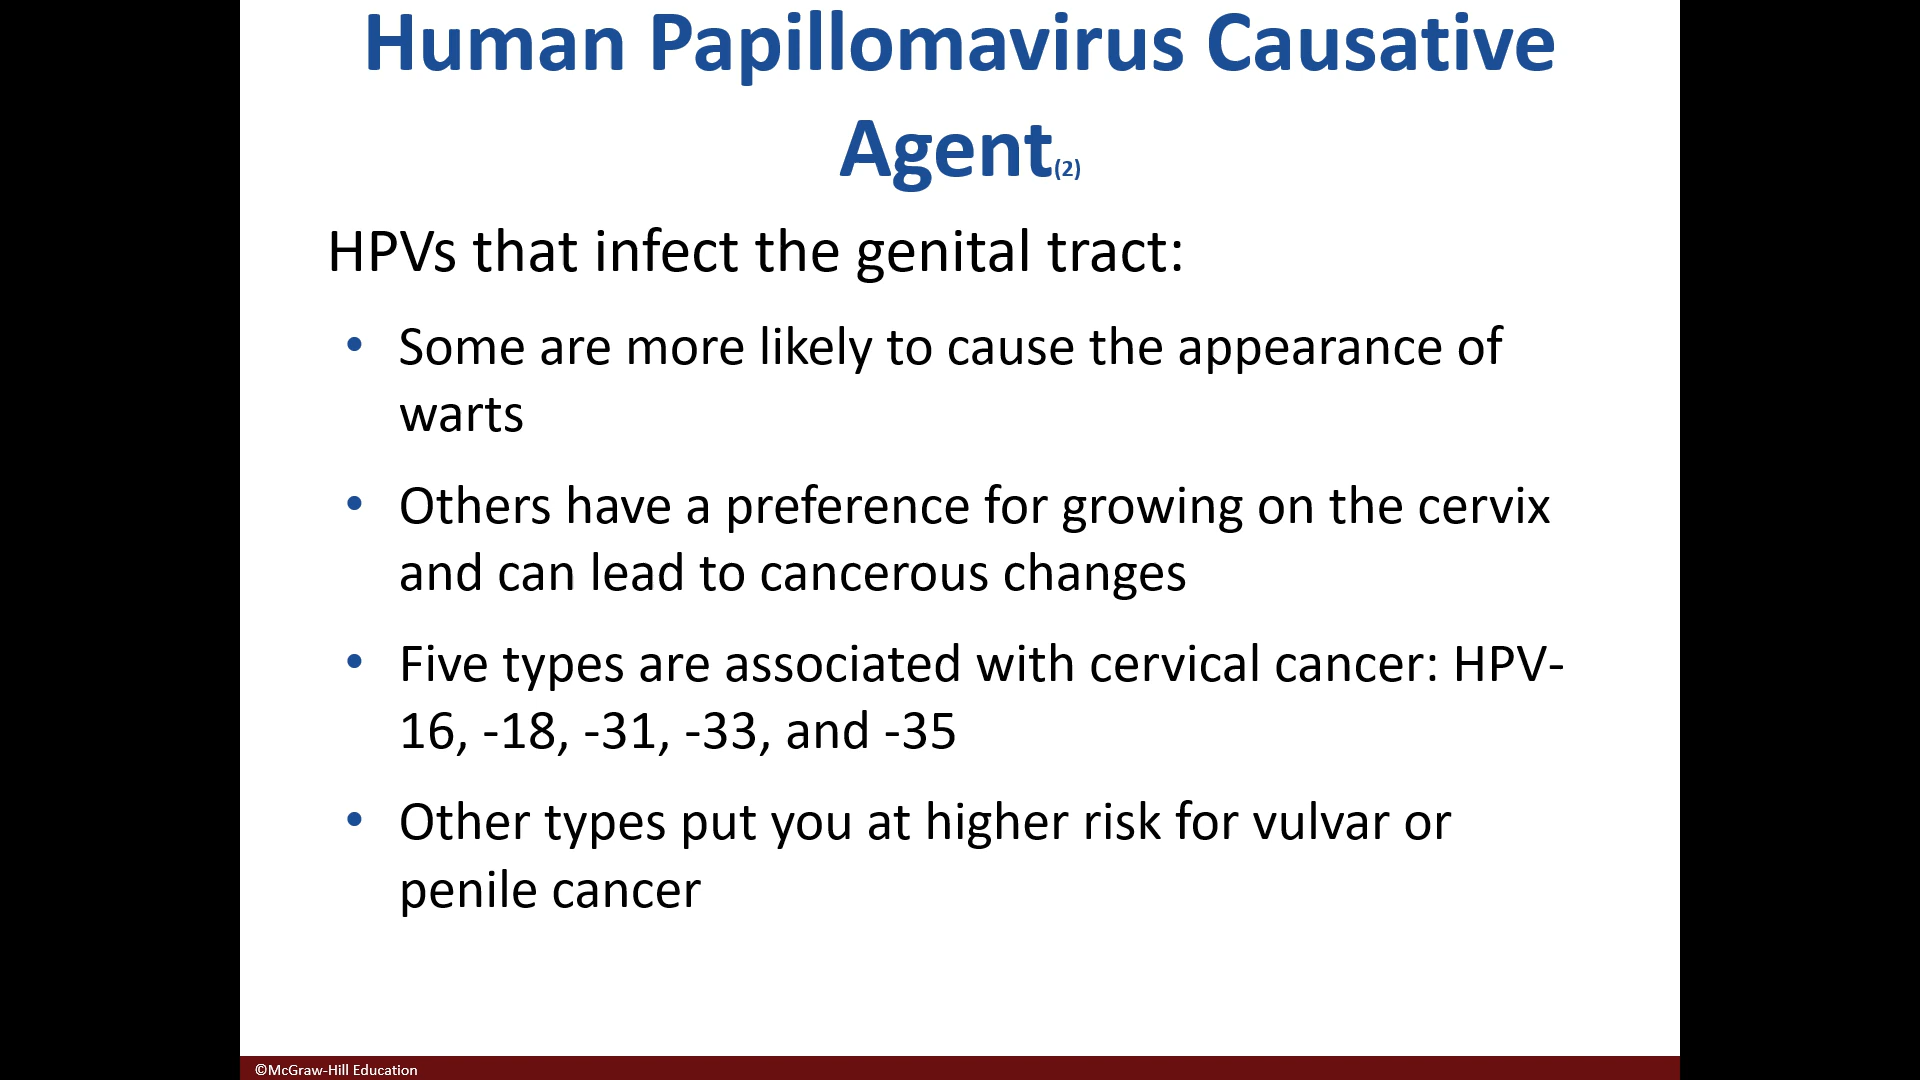 Human Papillomavirus Causative
Agent(2)
HPVs that infect the genital tract:
• Some are more likely to cause the appearance of
warts
• Others have a preference for growing on the cervix
and can lead to cancerous changes
• Five types are associated with cervical cancer: HPV-
16, -18, -31, -33, and -35
• Other types put you at higher risk for vulvar or
penile cancer
©McGraw-Hill Education